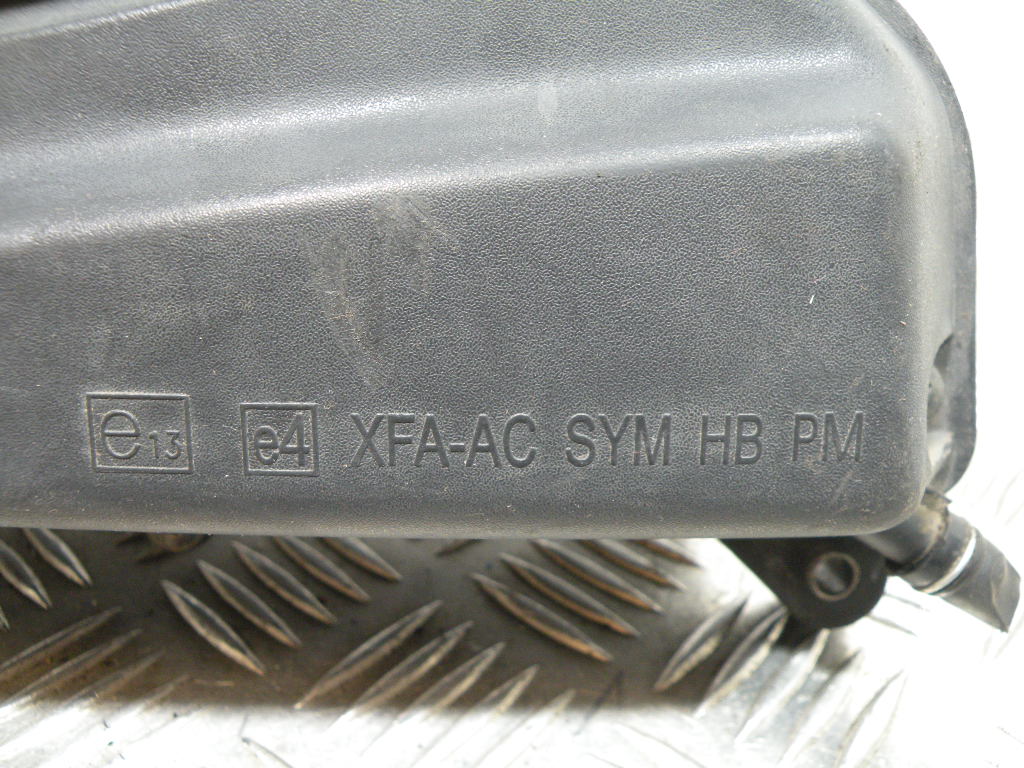 e13 e4 XFA-AC SYM HB PM